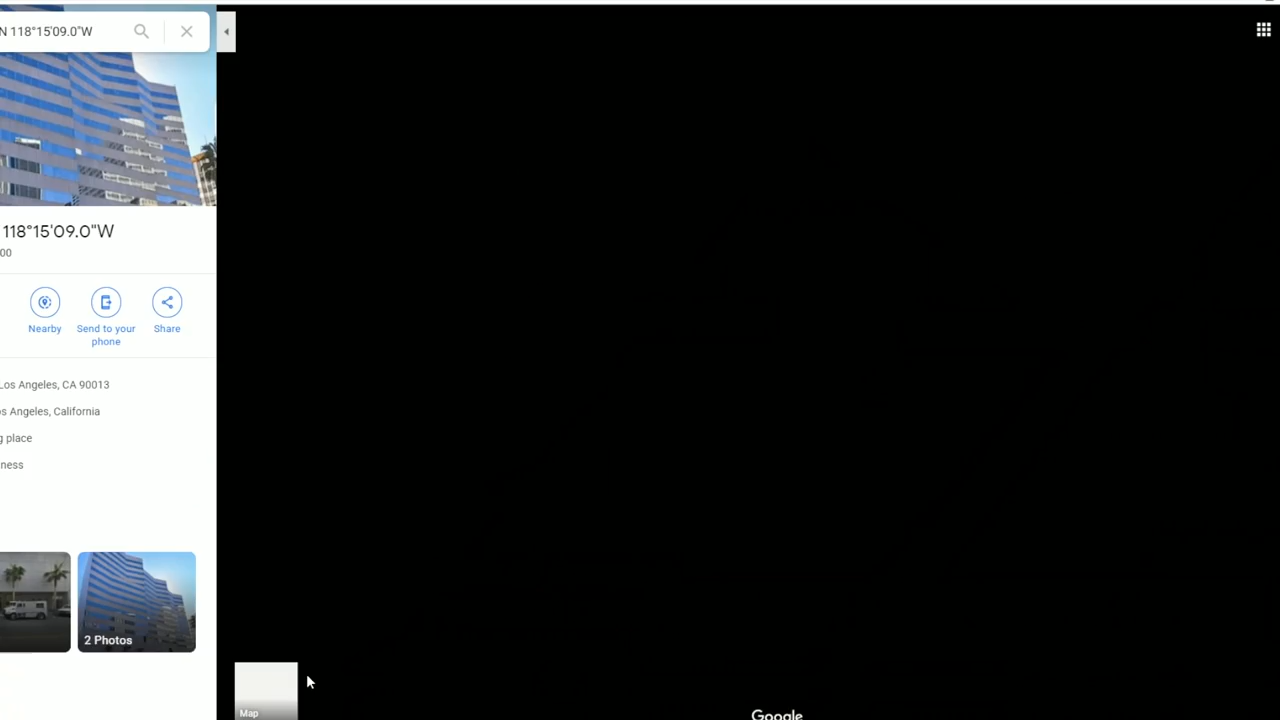 N 118°15'09.0"W
118°15'09.0"W
00
Nearby
Send to your
phone
Share
Los Angeles, CA 90013
os Angeles, California
g place
ness
2 Photos
Map
Google